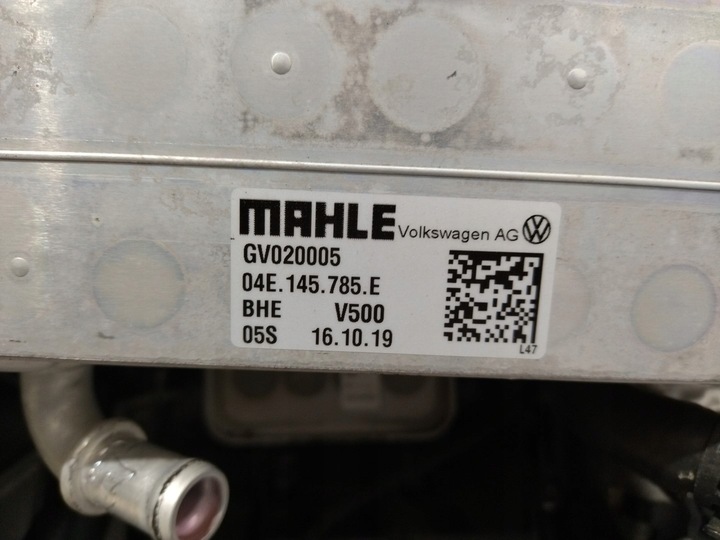 MAHLE Volkswagen AG
GV020005
04E.145.785.E
BHE V500
05S 16.10.19
L47